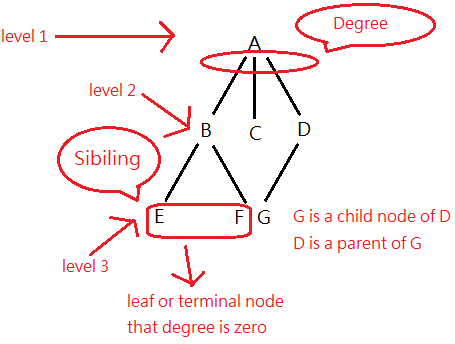 Degree
level 1
A
level 2
B
C
D
Sibiling
E
F
G
G is a child node of D
D is a parent of G
level 3
leaf or terminal node
that degree is zero